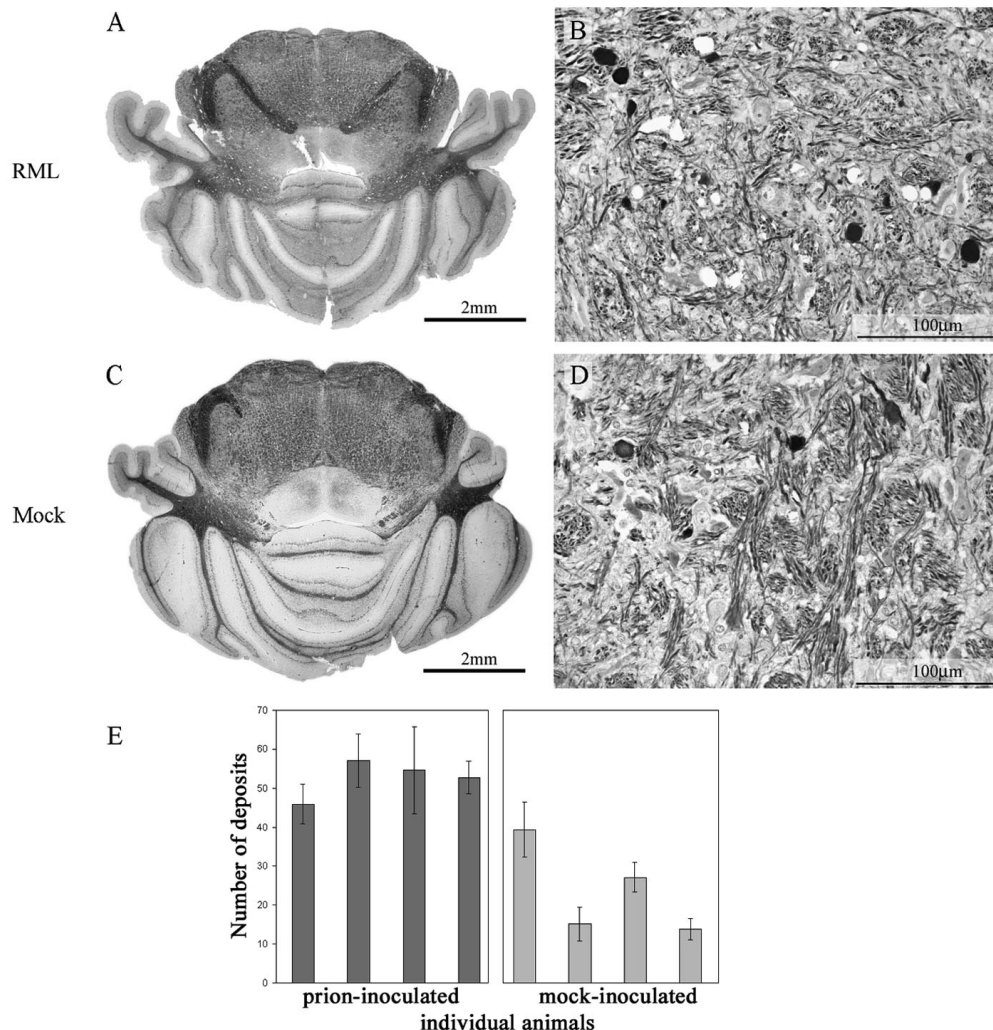 A
B
RML
2mm
100μm
C
D
Mock
2mm
100μm
E
Number of deposits
70
60
50
40
30
20
10
0
prion-inoculated
mock-inoculated
individual animals